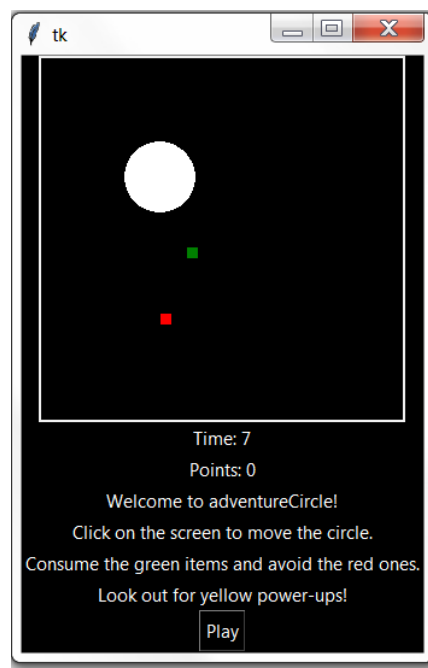 tk
Time: 7
Points: 0
Welcome to adventureCircle!
Click on the screen to move the circle.
Consume the green items and avoid the red ones.
Look out for yellow power-ups!
Play